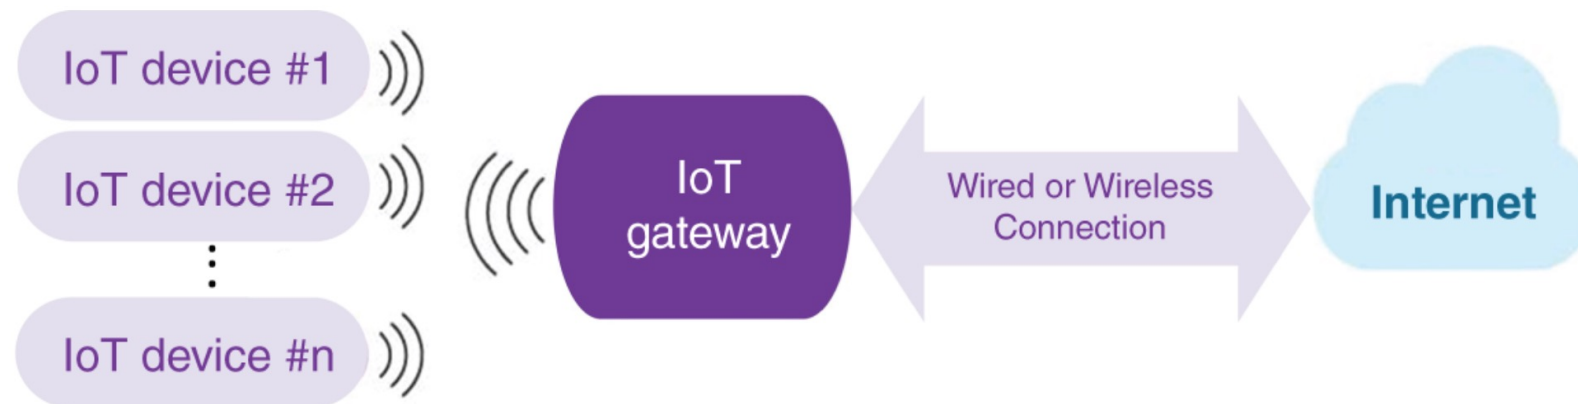 IoT device #1
IoT device #2
IoT device #n
IoT
gateway
Wired or Wireless
Connection
Internet